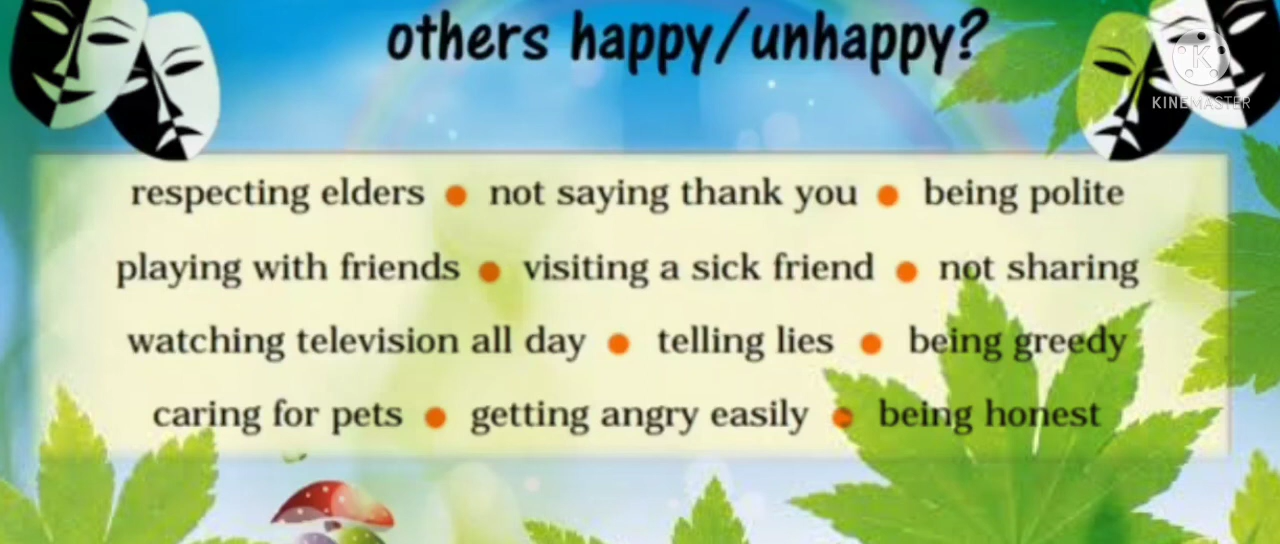 others happy/unhappy?
K
KINEMASTER
respecting elders • not saying thank you • being polite
playing with friends • visiting a sick friend • not sharing
watching television all day • telling lies • being greedy
caring for pets • getting angry easily • being honest